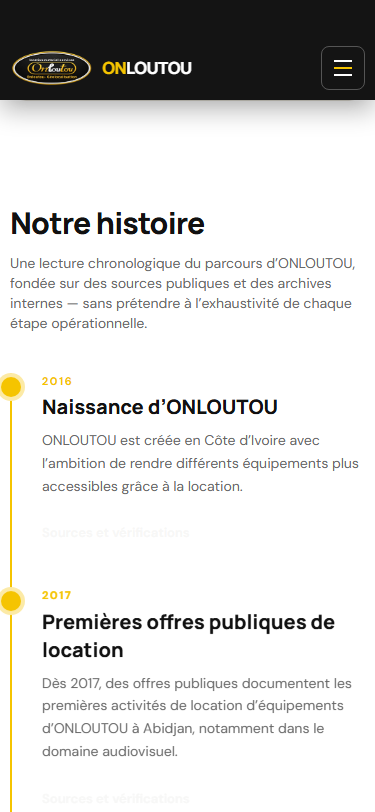 Onloutou
ONLOUTOU
Notre histoire
Une lecture chronologique du parcours d’ONLOUTOU,
fondée sur des sources publiques et des archives
internes — sans prétendre à l’exhaustivité de chaque
étape opérationnelle.
2016
Naissance d’ONLOUTOU
ONLOUTOU est créée en Côte d’Ivoire avec
l’ambition de rendre différents équipements plus
accessibles grâce à la location.
Sources et vérifications
2017
Premières offres publiques de
location
Dès 2017, des offres publiques documentent les
premières activités de location d’équipements
d’ONLOUTOU à Abidjan, notamment dans le
domaine audiovisuel.
Sources et vérifications